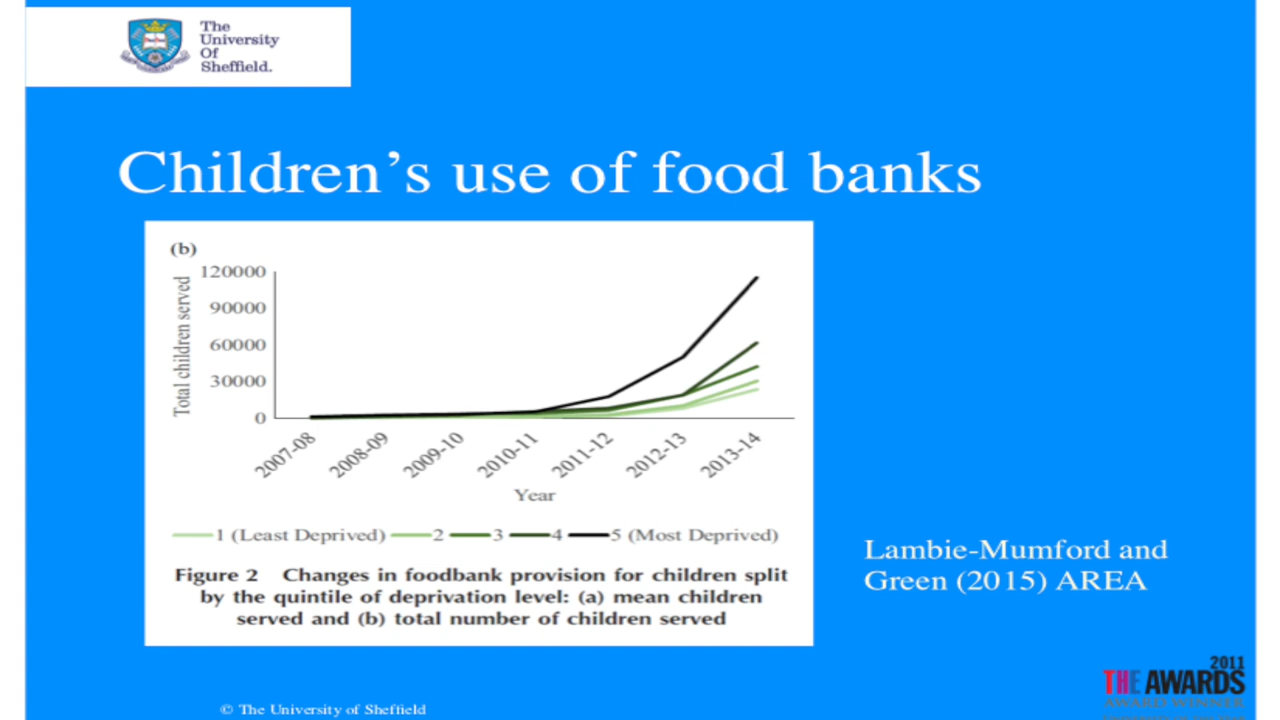 The
University
Of
Sheffield.
Children’s use of food banks
(b)
Total children served
120000
90000
60000
30000
0
2007-08
2008-09
2009-10
2010-11
2011-12
2012-13
2013-14
Year
1 (Least Deprived) 2 3 4 5 (Most Deprived)
Figure 2 Changes in foodbank provision for children split
by the quintile of deprivation level: (a) mean children
served and (b) total number of children served
Lambie-Mumford and
Green (2015) AREA
2011
THE AWARDS
AWARD WINNER
© The University of Sheffield